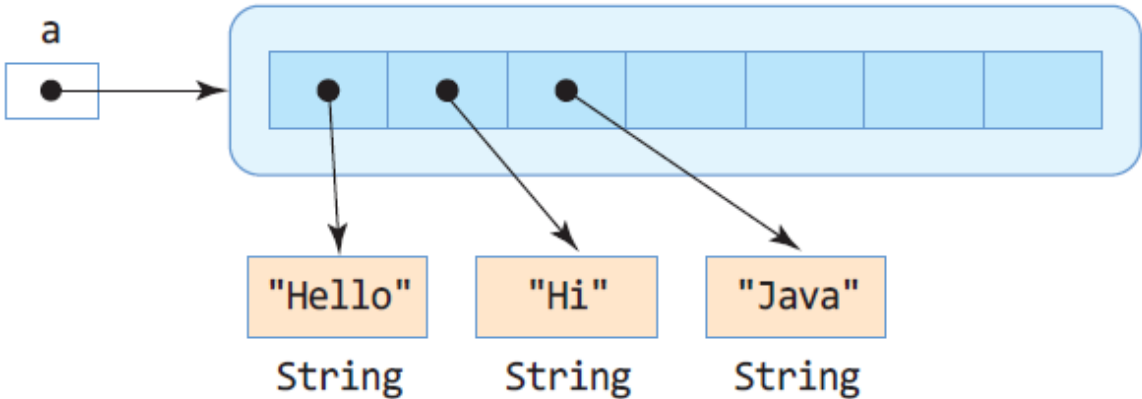 a
"Hello" "Hi" "Java"
String String String